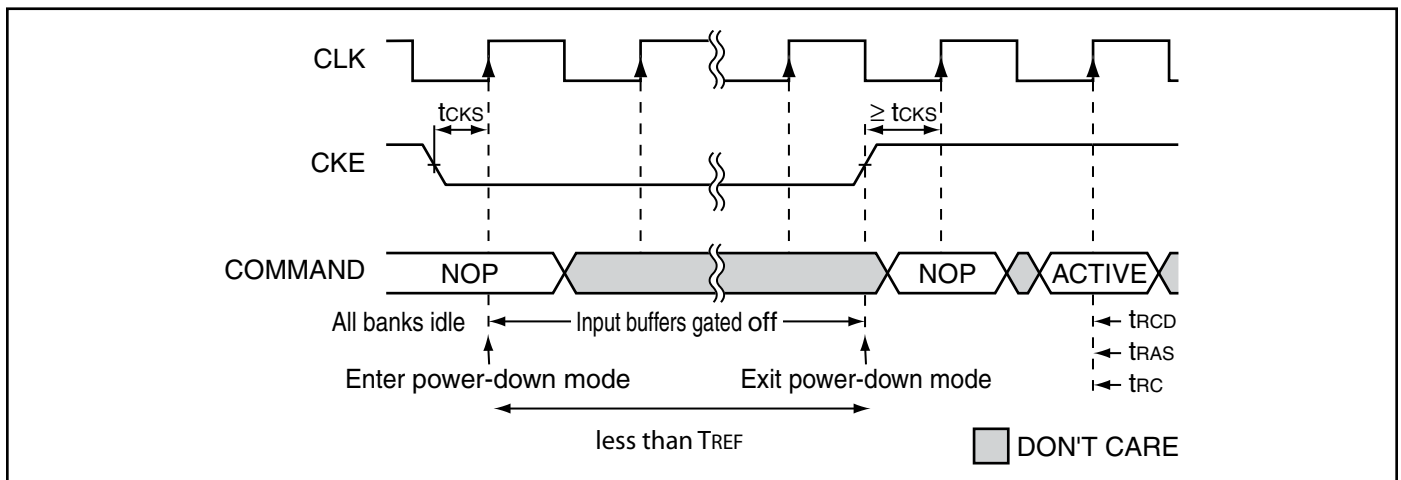 CLK
tCKS
≥ tCKS
CKE
COMMAND
NOP
NOP
ACTIVE
All banks idle
Input buffers gated off
tRCD
tRAS
tRC
Enter power-down mode
Exit power-down mode
less than TREF
DON'T CARE